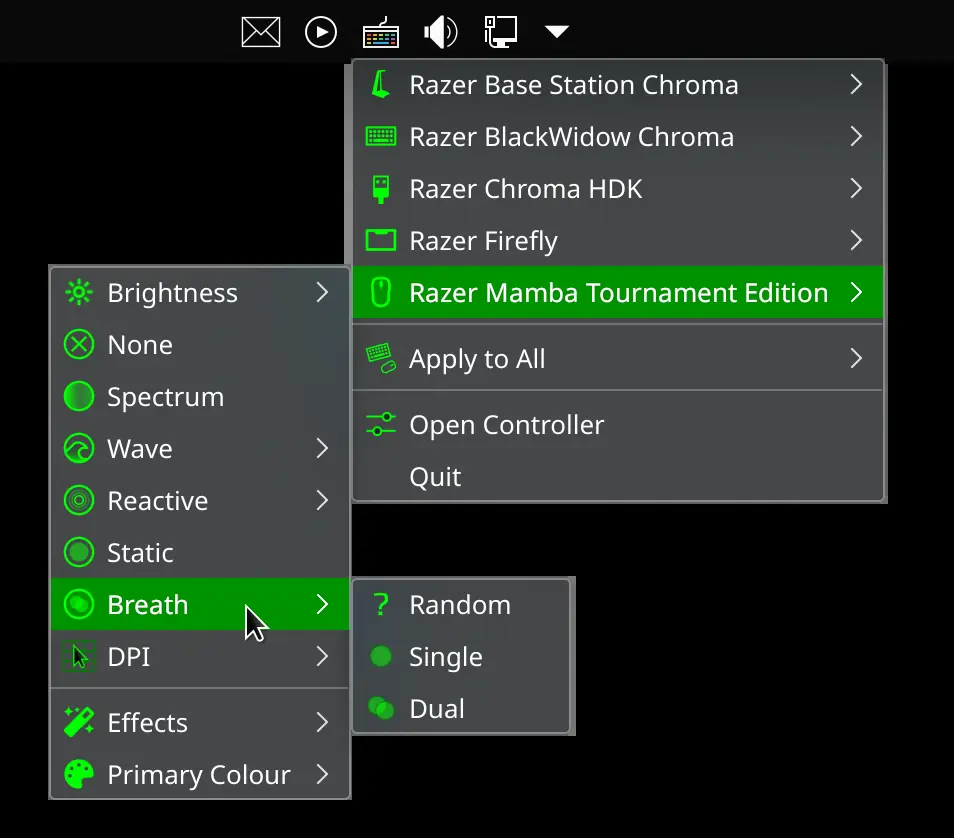 Razer Base Station Chroma
Razer BlackWidow Chroma
Razer Chroma HDK
Razer Firefly
Razer Mamba Tournament Edition
Apply to All
Open Controller
Quit
Brightness
None
Spectrum
Wave
Reactive
Static
Breath
DPI
Effects
Primary Colour
Random
Single
Dual